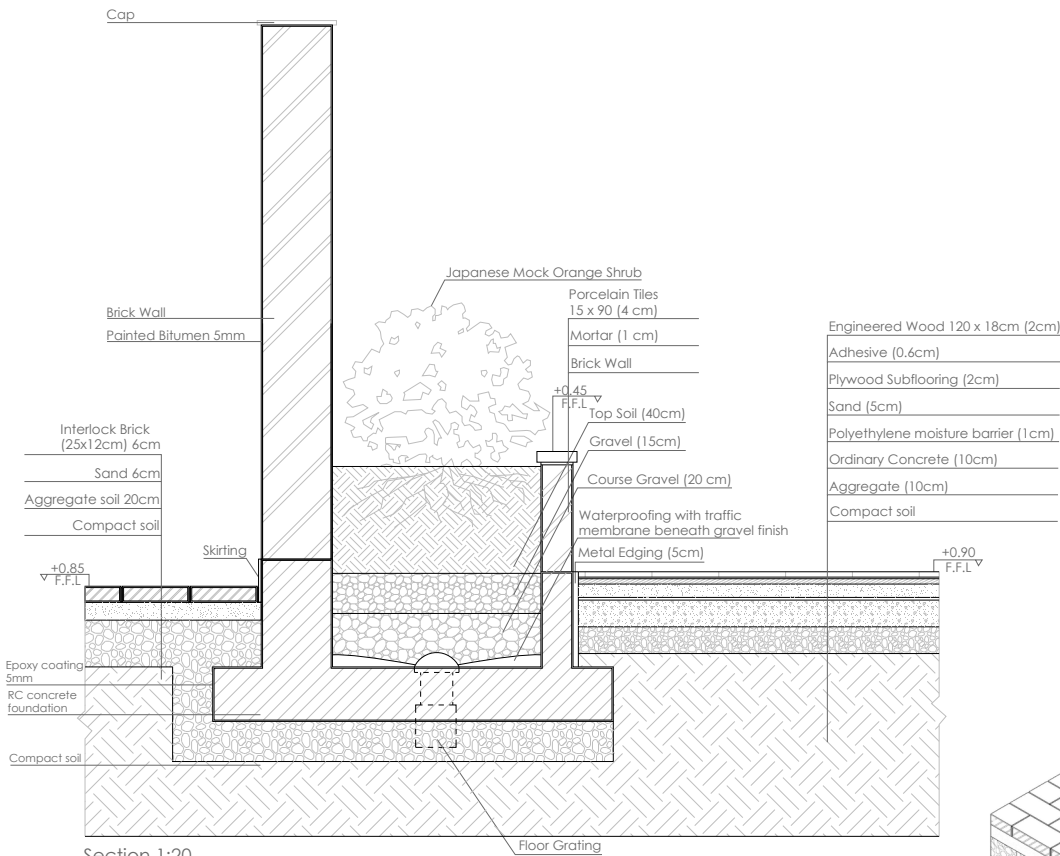 Cap
Japanese Mock Orange Shrub
Porcelain Tiles
15 x 90 (4 cm)
Mortar (1 cm)
Brick Wall
Brick Wall
Painted Bitumen 5mm
Engineered Wood 120 x 18cm (2cm)
Adhesive (0.6cm)
Plywood Subflooring (2cm)
Sand (5cm)
Polyethylene moisture barrier (1cm)
Ordinary Concrete (10cm)
Aggregate (10cm)
Compact soil
+0.45
F.F.L
Top Soil (40cm)
Gravel (15cm)
Course Gravel (20 cm)
Waterproofing with traffic
membrane beneath gravel finish
Metal Edging (5cm)
Interlock Brick
(25x12cm) 6cm
Sand 6cm
Aggregate soil 20cm
Compact soil
Skirting
+0.85
F.F.L
+0.90
F.F.L
Epoxy coating
5mm
RC concrete
foundation
Compact soil
Floor Grating
Section 1:20